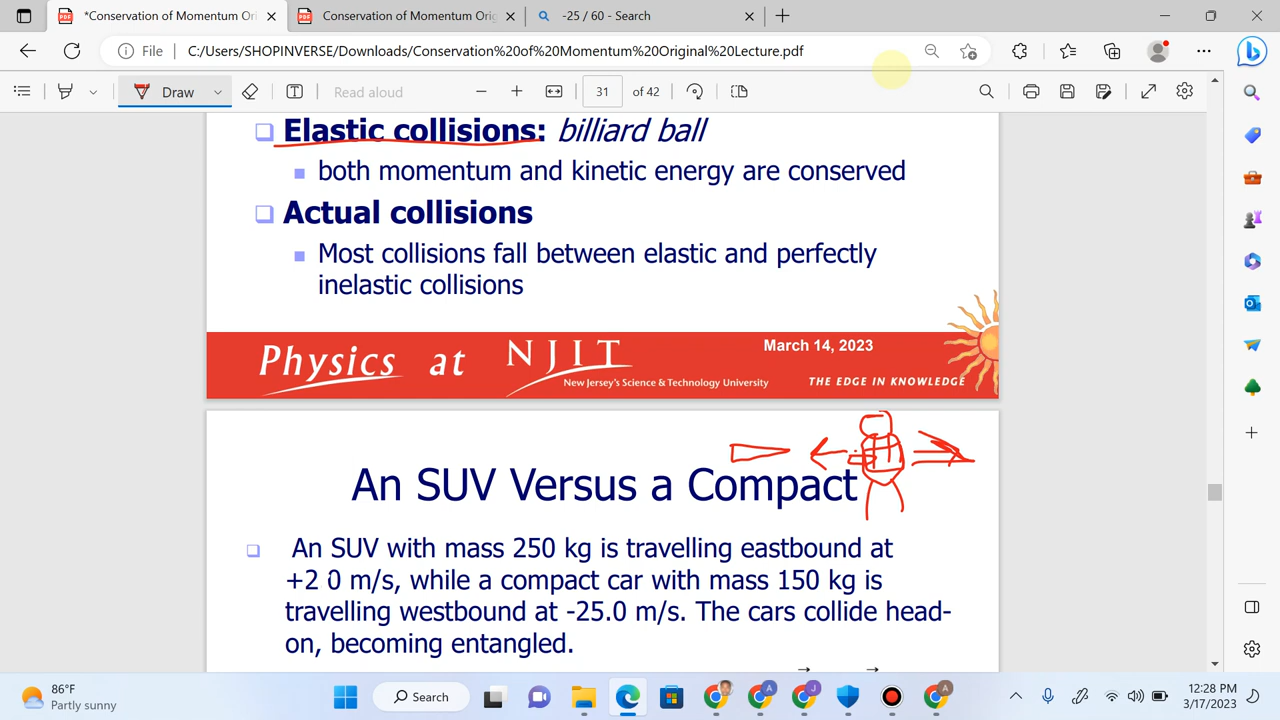 *Conservation of Momentum Orig
Conservation of Momentum Orig
-25 / 60 - Search
File
C:/Users/SHOPINVERSE/Downloads/Conservation%20of%20Momentum%20Original%20Lecture.pdf
Draw
Read aloud
31
of 42
Elastic collisions: billiard ball
both momentum and kinetic energy are conserved
Actual collisions
Most collisions fall between elastic and perfectly
inelastic collisions
Physics at NJIT
New Jersey's Science & Technology University
March 14, 2023
THE EDGE IN KNOWLEDGE
An SUV Versus a Compact
An SUV with mass 250 kg is travelling eastbound at
+2 0 m/s, while a compact car with mass 150 kg is
travelling westbound at -25.0 m/s. The cars collide head-
on, becoming entangled.
86°F
Partly sunny
Search
12:28 PM
3/17/2023